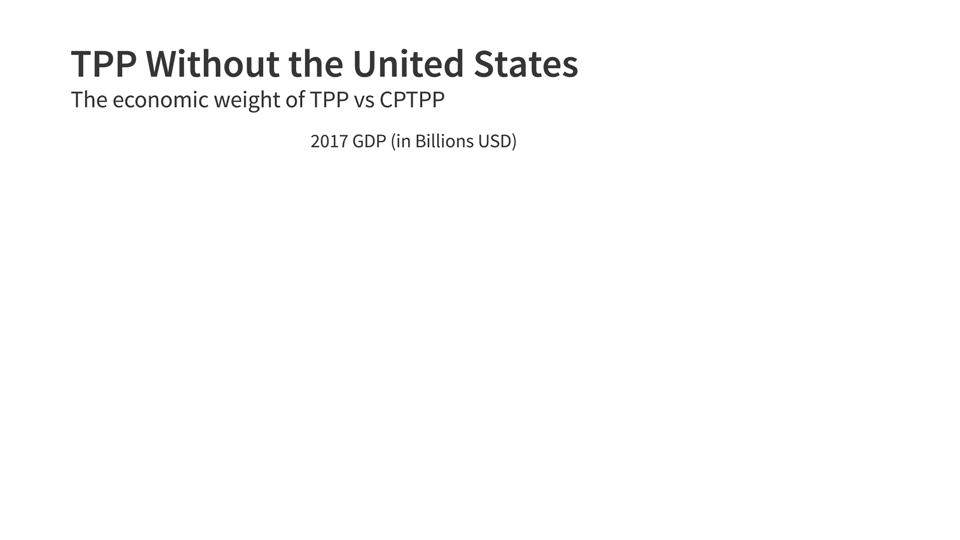 TPP Without the United States
The economic weight of TPP vs CPTPP
2017 GDP (in Billions USD)